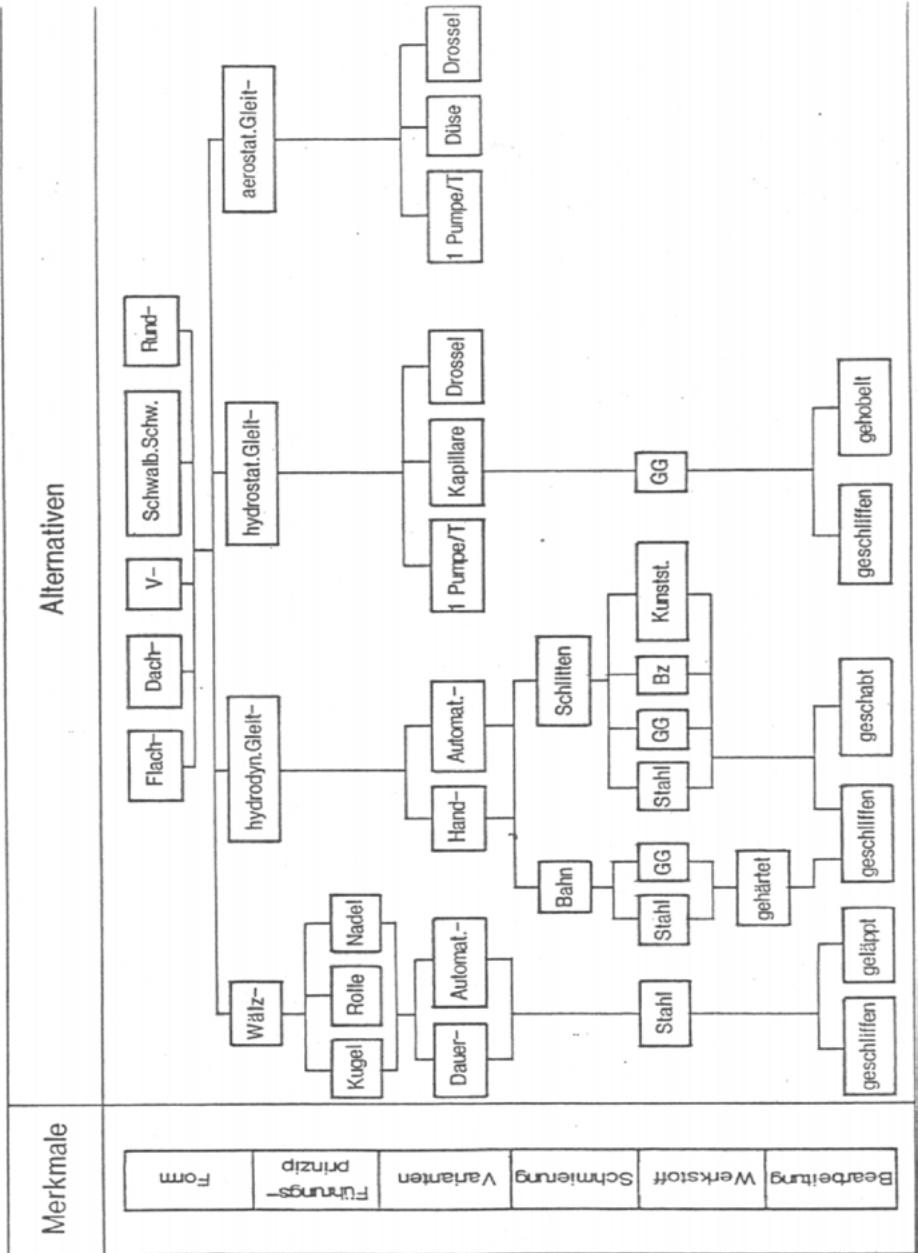 Merkmale
Alternativen
Form
Führungs-
prinzip
Varianten
Schmierung
Werkstoff
Bearbeitung
Flach-
Dach-
V-
Schwalb.Schw.
Rund-
Wälz-
hydrodyn.Gleit-
hydrostat.Gleit-
aerostat.Gleit-
Kugel
Rolle
Nadel
Dauer-
Automat.-
Hand-
Automat.-
1 Pumpe/T
Kapillare
Drossel
1 Pumpe/T
Düse
Drossel
Bahn
Schlitten
Stahl
Stahl
GG
Stahl
GG
Bz
Kunstst.
GG
gehärtet
geschliffen
geläppt
geschliffen
geschabt
geschliffen
gehobelt